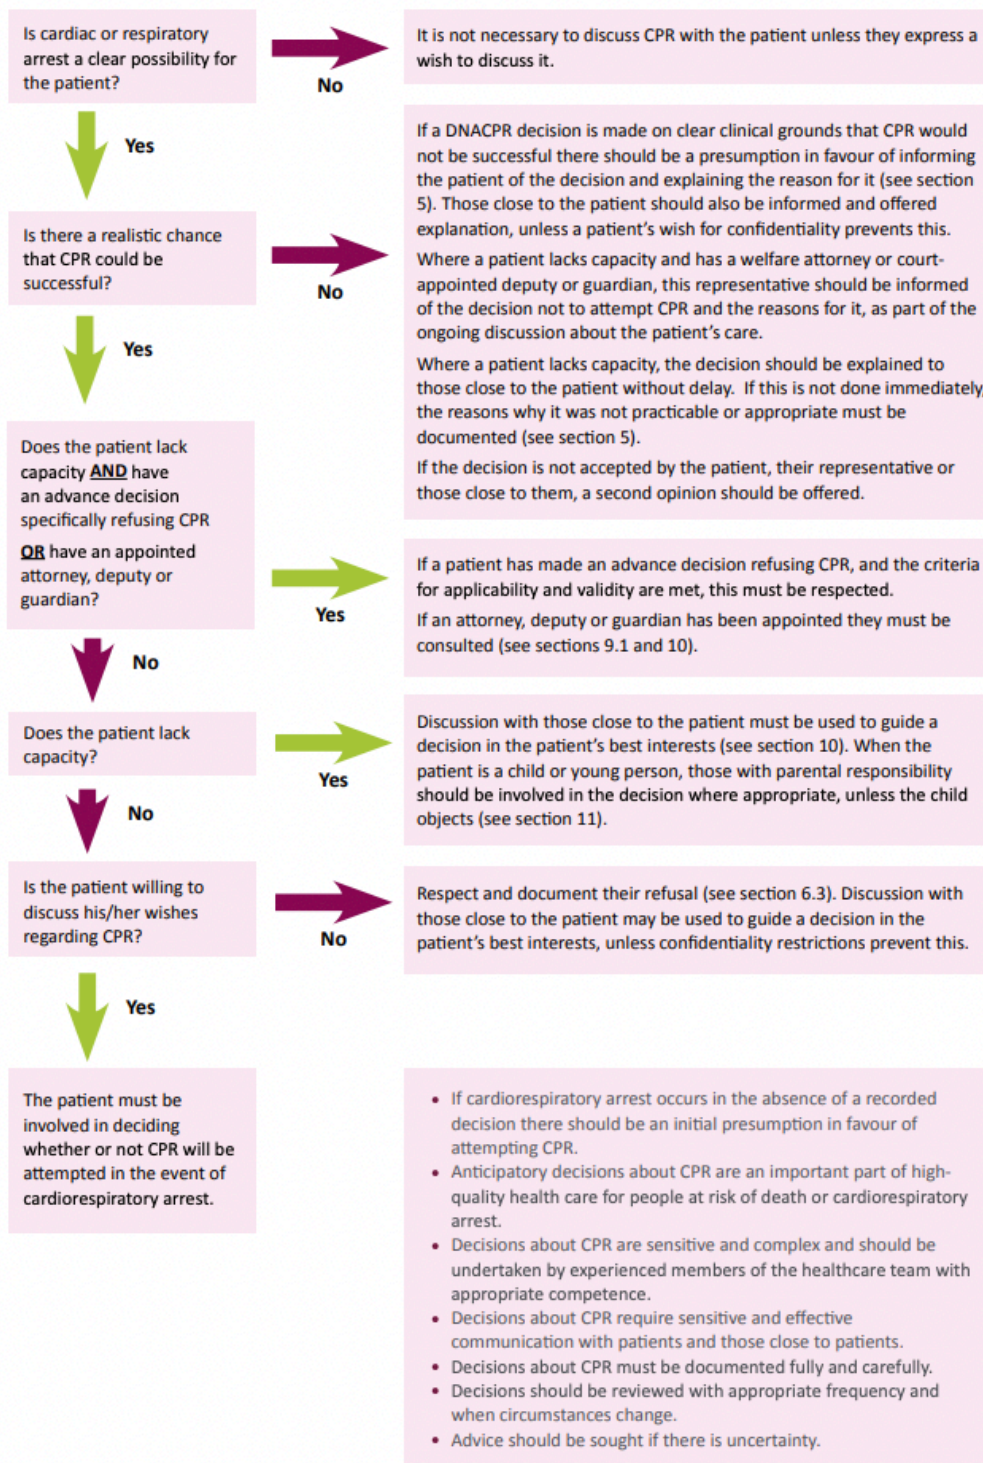 Is cardiac or respiratory
arrest a clear possibility for
the patient?
No
It is not necessary to discuss CPR with the patient unless they express a
wish to discuss it.
Yes
Is there a realistic chance
that CPR could be
successful?
No
If a DNACPR decision is made on clear clinical grounds that CPR would
not be successful there should be a presumption in favour of informing
the patient of the decision and explaining the reason for it (see section
5). Those close to the patient should also be informed and offered
explanation, unless a patient's wish for confidentiality prevents this.
Where a patient lacks capacity and has a welfare attorney or court-
appointed deputy or guardian, this representative should be informed
of the decision not to attempt CPR and the reasons for it, as part of the
ongoing discussion about the patient's care.
Where a patient lacks capacity, the decision should be explained to
those close to the patient without delay.  If this is not done immediately,
the reasons why it was not practicable or appropriate must be
documented (see section 5).
If the decision is not accepted by the patient, their representative or
those close to them, a second opinion should be offered.
Yes
Does the patient lack
capacity AND have
an advance decision
specifically refusing CPR
OR have an appointed
attorney, deputy or
guardian?
Yes
If a patient has made an advance decision refusing CPR, and the criteria
for applicability and validity are met, this must be respected.
If an attorney, deputy or guardian has been appointed they must be
consulted (see sections 9.1 and 10).
No
Does the patient lack
capacity?
Yes
Discussion with those close to the patient must be used to guide a
decision in the patient's best interests (see section 10). When the
patient is a child or young person, those with parental responsibility
should be involved in the decision where appropriate, unless the child
objects (see section 11).
No
Is the patient willing to
discuss his/her wishes
regarding CPR?
No
Respect and document their refusal (see section 6.3). Discussion with
those close to the patient may be used to guide a decision in the
patient's best interests, unless confidentiality restrictions prevent this.
Yes
The patient must be
involved in deciding
whether or not CPR will be
attempted in the event of
cardiorespiratory arrest.
• If cardiorespiratory arrest occurs in the absence of a recorded
decision there should be an initial presumption in favour of
attempting CPR.
• Anticipatory decisions about CPR are an important part of high-
quality health care for people at risk of death or cardiorespiratory
arrest.
• Decisions about CPR are sensitive and complex and should be
undertaken by experienced members of the healthcare team with
appropriate competence.
• Decisions about CPR require sensitive and effective
communication with patients and those close to patients.
• Decisions about CPR must be documented fully and carefully.
• Decisions should be reviewed with appropriate frequency and
when circumstances change.
• Advice should be sought if there is uncertainty.